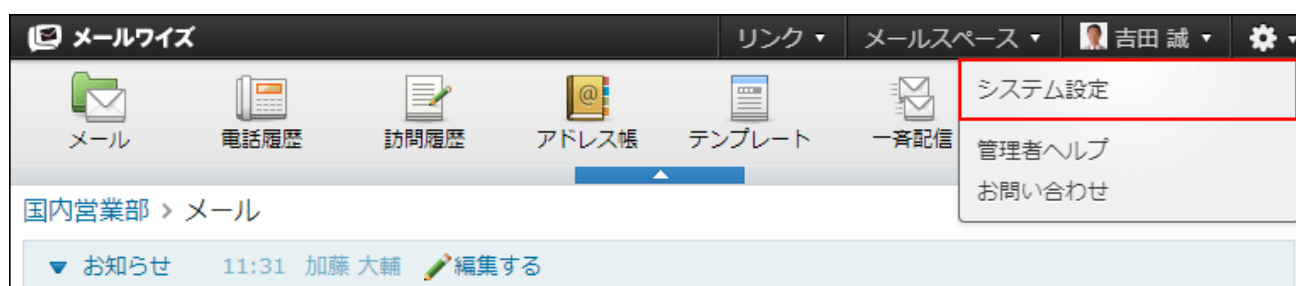 メールワイズ リンク ▼ メールスペース ▼ 吉田 誠 ▼
メール 電話履歴 訪問履歴 アドレス帳 テンプレート 一斉配信
システム設定
管理者ヘルプ
お問い合わせ
国内営業部 > メール
▼ お知らせ 11:31 加藤 大輔 編集する